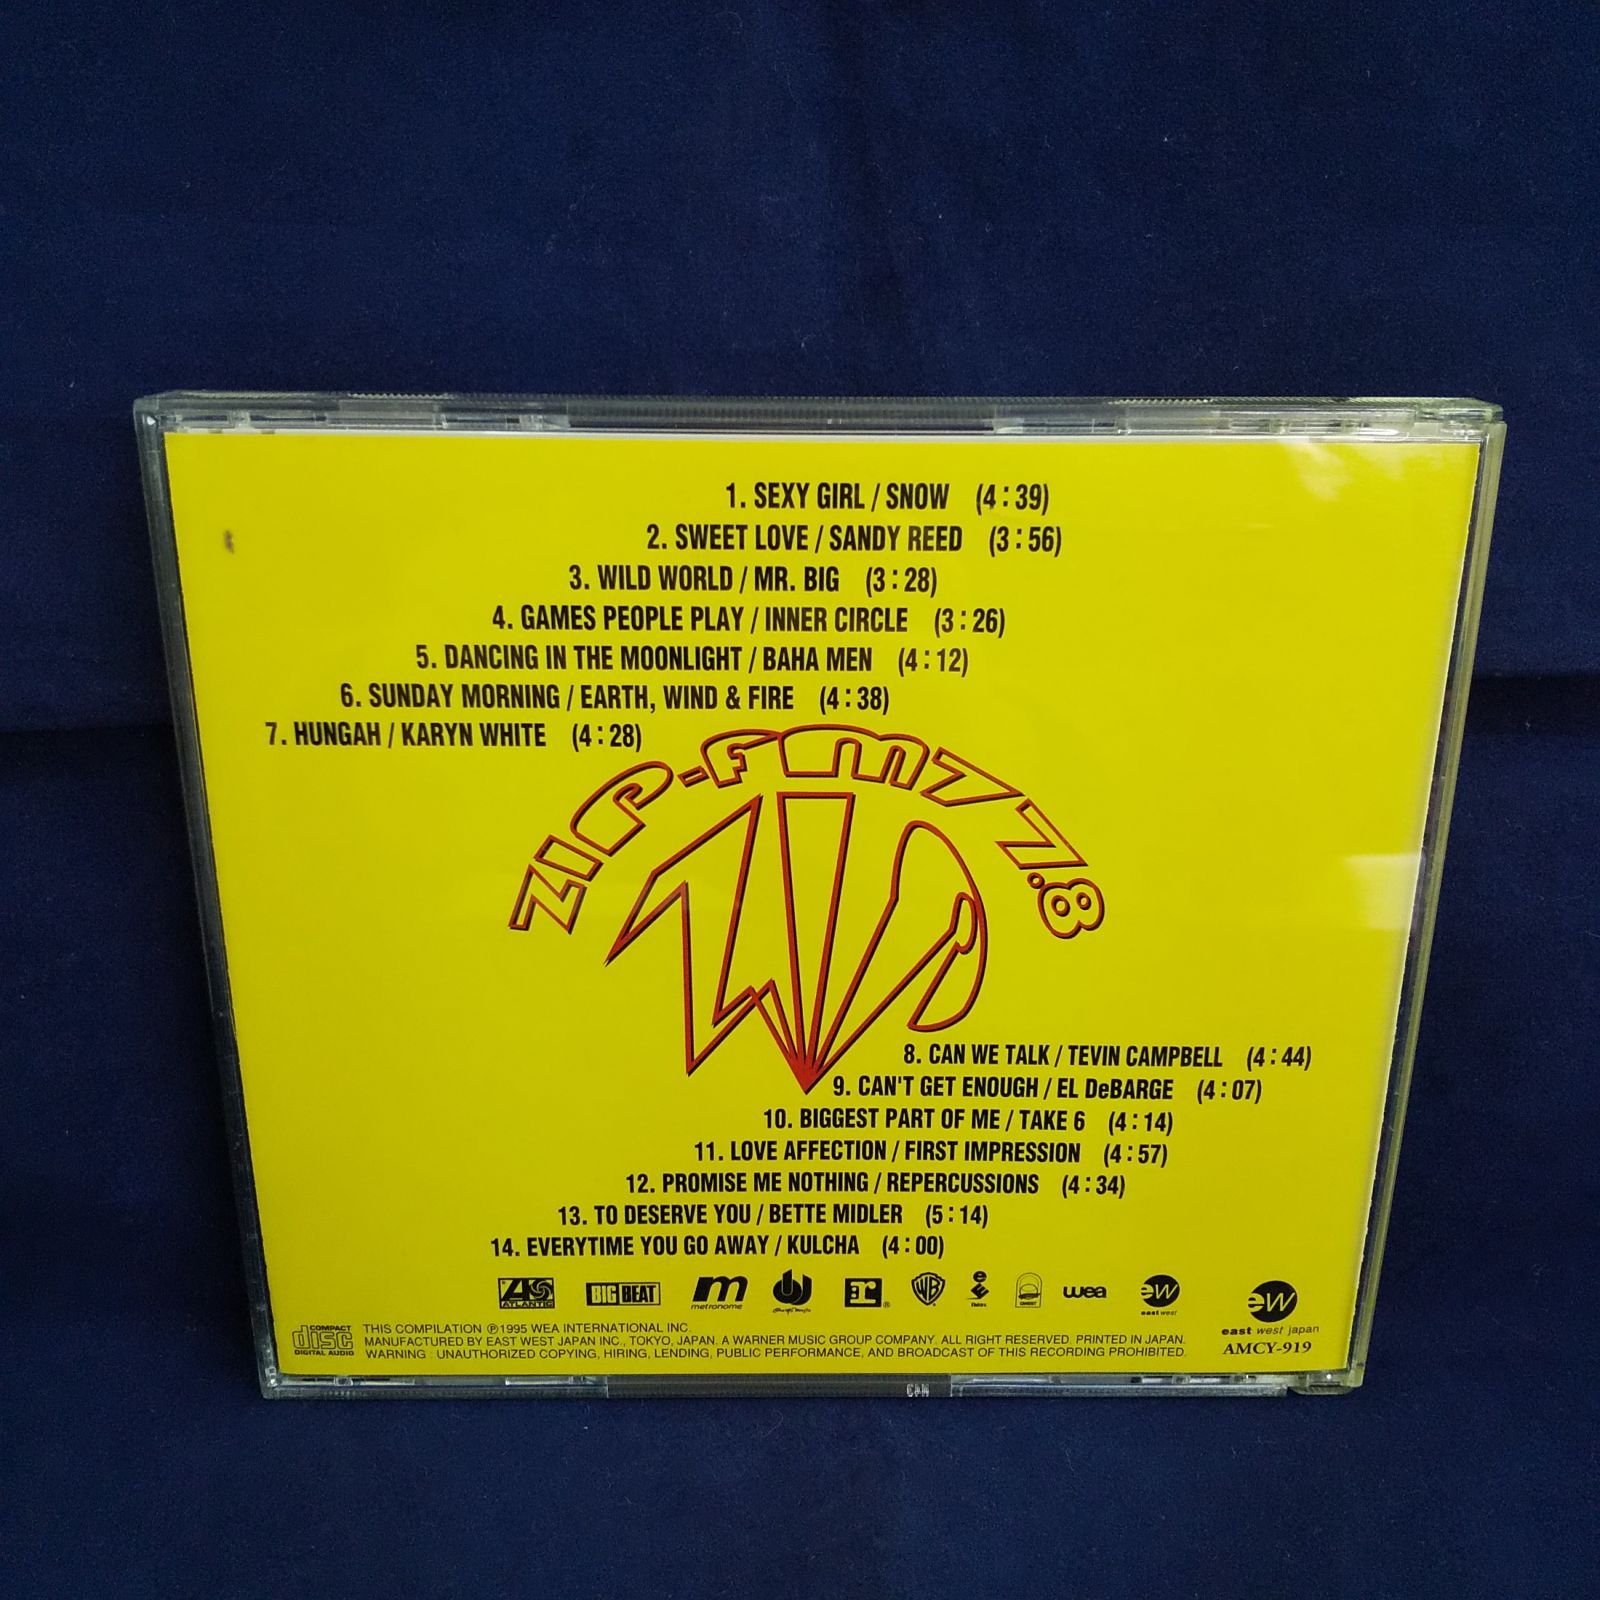 1. SEXY GIRL / SNOW (4:39)
2. SWEET LOVE / SANDY REED (3:56)
3. WILD WORLD / MR. BIG (3:28)
4. GAMES PEOPLE PLAY / INNER CIRCLE (3:26)
5. DANCING IN THE MOONLIGHT / BAHA MEN (4:12)
6. SUNDAY MORNING / EARTH, WIND & FIRE (4:38)
7. HUNGAH / KARYN WHITE (4:28)
ZIP-FM 77.8
ZIP
8. CAN WE TALK / TEVIN CAMPBELL (4:44)
9. CAN'T GET ENOUGH / EL DeBARGE (4:07)
10. BIGGEST PART OF ME / TAKE 6 (4:14)
11. LOVE AFFECTION / FIRST IMPRESSION (4:57)
12. PROMISE ME NOTHING / REPERCUSSIONS (4:34)
13. TO DESERVE YOU / BETTE MIDLER (5:14)
14. EVERYTIME YOU GO AWAY / KULCHA (4:00)
ATLANTIC BIG BEAT m metronome r® WB e wea ew east west
ew
east west japan
AMCY-919
COMPACT disc DIGITAL AUDIO
THIS COMPILATION ℗1995 WEA INTERNATIONAL INC.
MANUFACTURED BY EAST WEST JAPAN INC., TOKYO, JAPAN. A WARNER MUSIC GROUP COMPANY. ALL RIGHT RESERVED. PRINTED IN JAPAN.
WARNING : UNAUTHORIZED COPYING, HIRING, LENDING, PUBLIC PERFORMANCE, AND BROADCAST OF THIS RECORDING PROHIBITED.